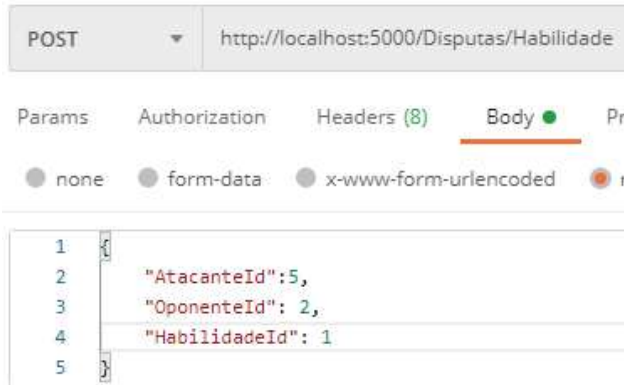 POST http://localhost:5000/Disputas/Habilidade
Params Authorization Headers (8) Body Pr
none form-data x-www-form-urlencoded
1 {
2 "AtacanteId":5,
3 "OponenteId": 2,
4 "HabilidadeId": 1
5 }